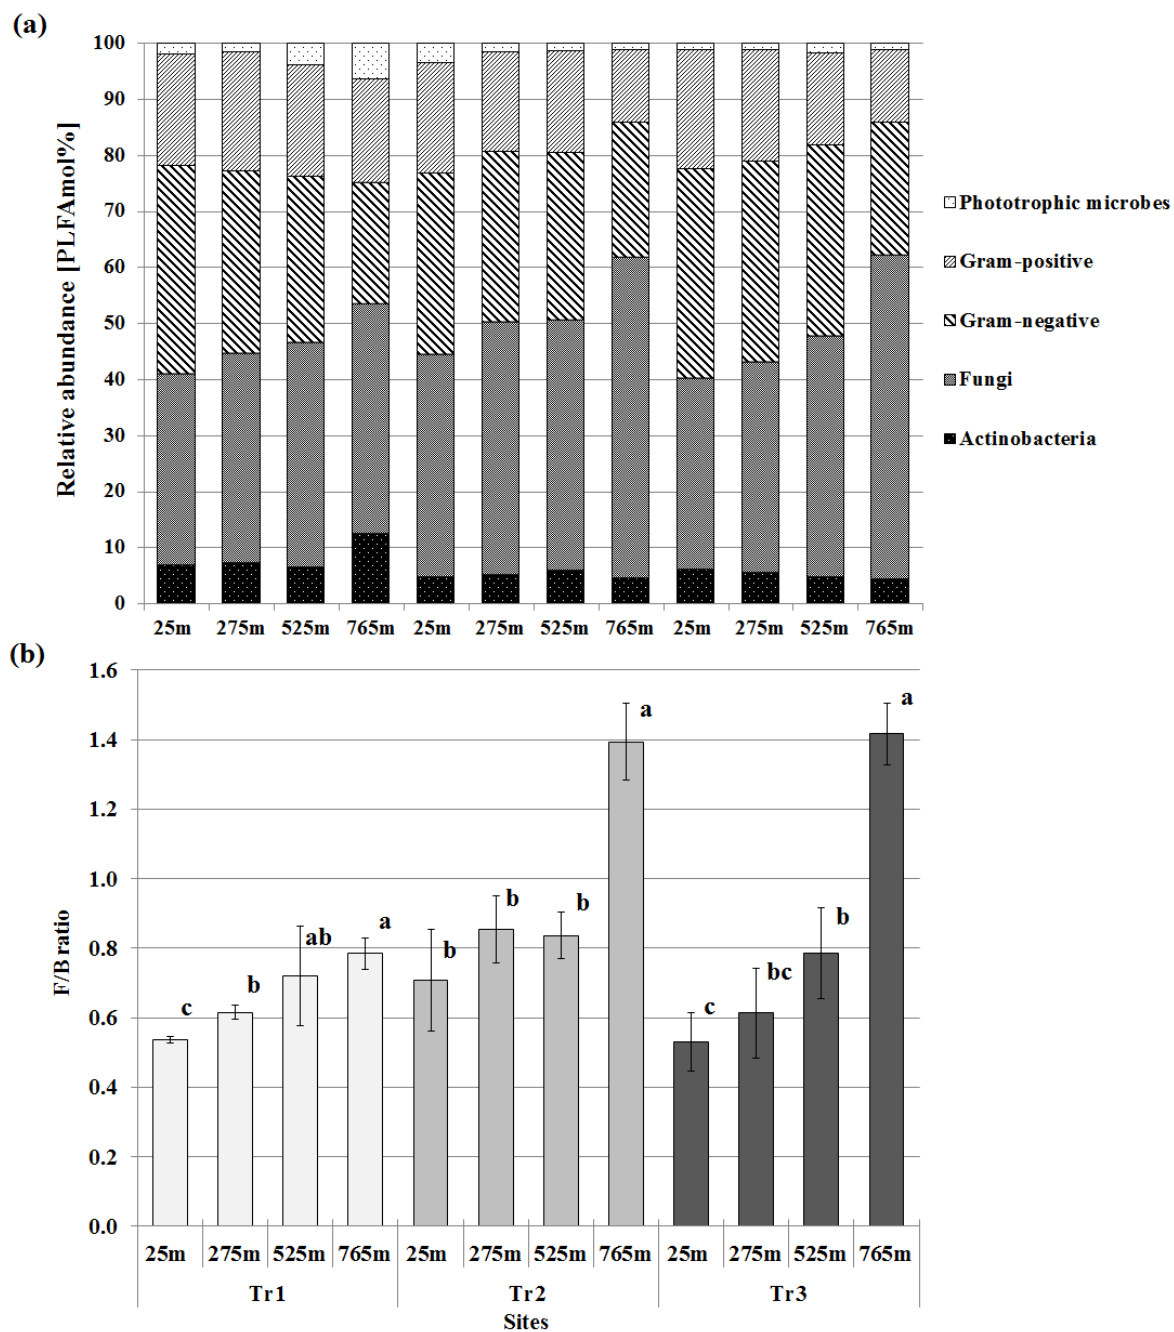 (a)
Relative abundance [PLFAmol%]
100
90
80
70
60
50
40
30
20
10
0
25m 275m 525m 765m 25m 275m 525m 765m 25m 275m 525m 765m
Phototrophic microbes
Gram-positive
Gram-negative
Fungi
Actinobacteria
(b)
F/B ratio
1.6
1.4
1.2
1.0
0.8
0.6
0.4
0.2
0.0
c b ab a b b b a c bc b a
25m 275m 525m 765m 25m 275m 525m 765m 25m 275m 525m 765m
Tr1 Tr2 Tr3
Sites